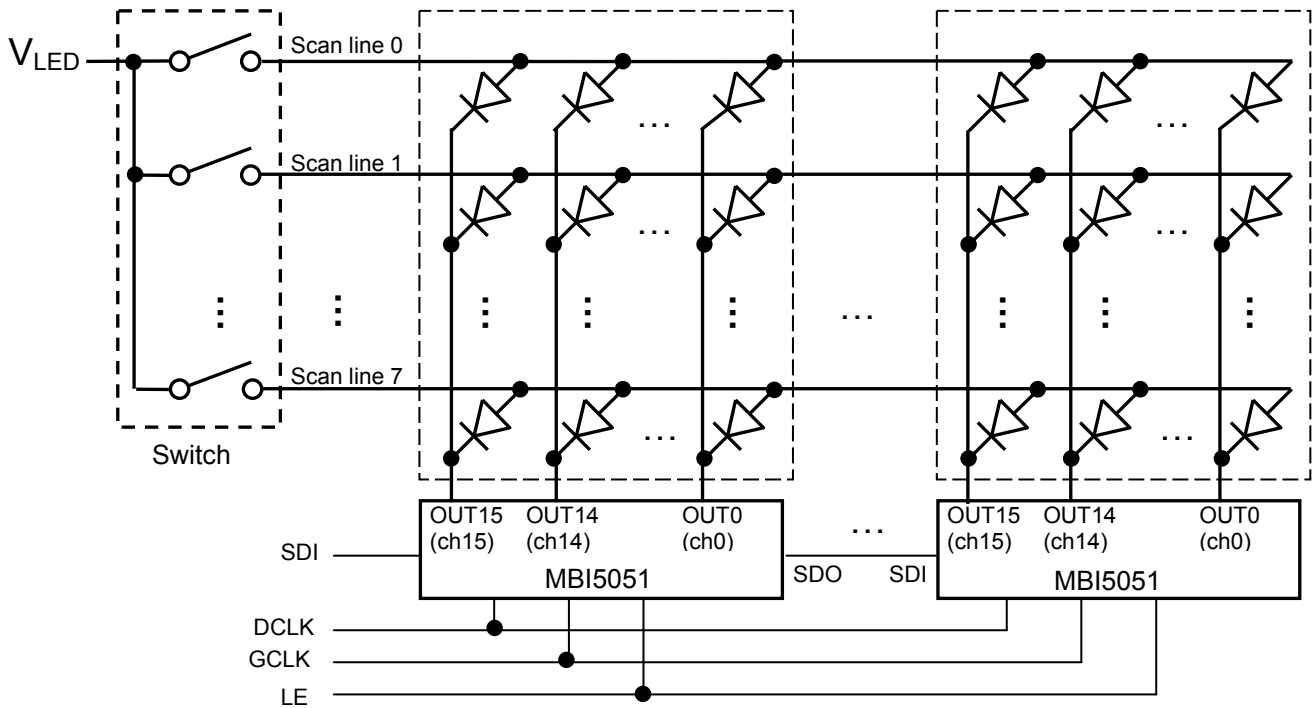 VLED
Scan line 0
Scan line 1
Scan line 7
Switch
... ...
... ...
...
... ...
OUT15 OUT14 OUT0
(ch15) (ch14) (ch0)
MBI5051
...
OUT15 OUT14 OUT0
(ch15) (ch14) (ch0)
MBI5051
SDI
SDO SDI
DCLK
GCLK
LE